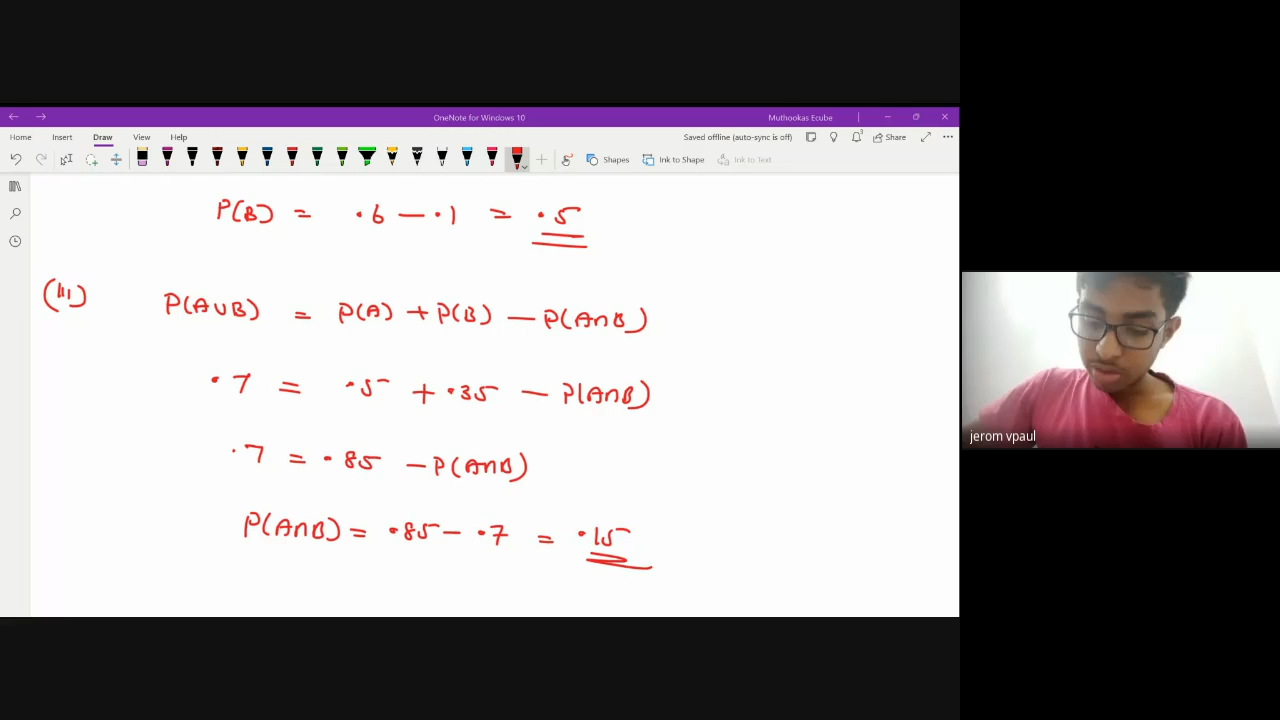 OneNote for Windows 10
Muthookas Ecube
Home Insert Draw View Help
Saved offline (auto-sync is off)
3
Share
Shapes
Ink to Shape
Ink to Text
P(B) = .6 — .1 = .5
(iii)
P(A∪B) = P(A) + P(B) — P(A∩B)
.7 = .5 + .35 — P(A∩B)
.7 = .85 — P(A∩B)
P(A∩B) = .85 — .7 = .15
jerom vpaul